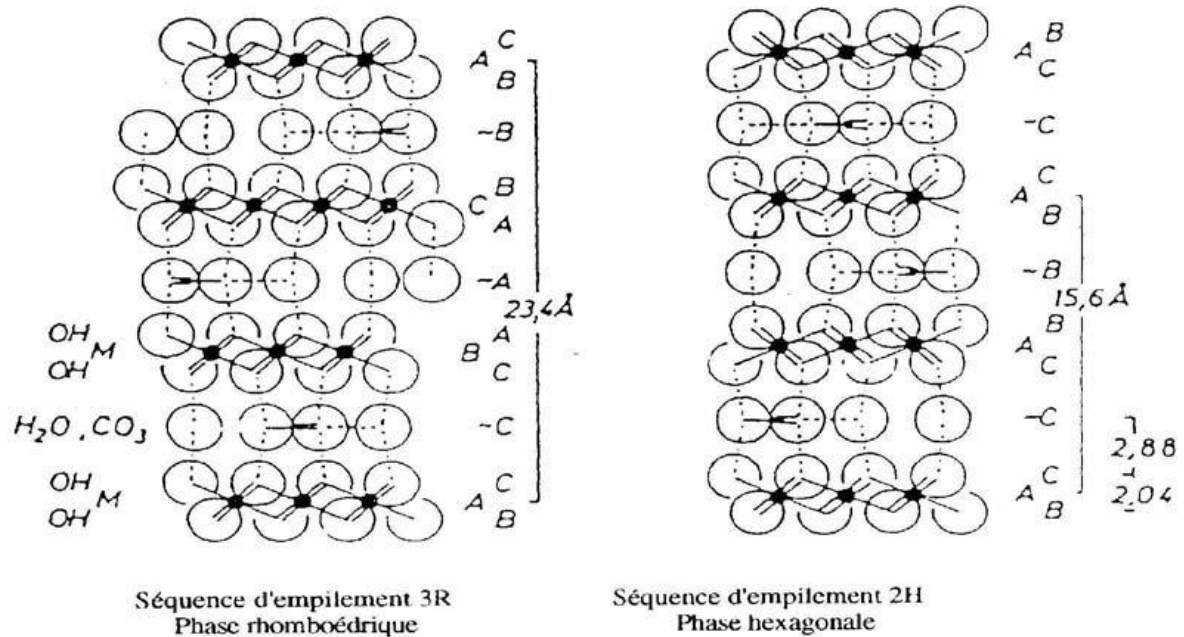 C
A
B
~B
B
C
A
~A
23,4Å
OH
M
OH
A
B
C
H₂O , CO₃
~C
OH
M
OH
C
A
B
Séquence d'empilement 3R
Phase rhomboédrique
B
A
C
~C
C
A
B
~B
15,6Å
B
A
C
~C
2,88
2,04
C
A
B
Séquence d'empilement 2H
Phase hexagonale